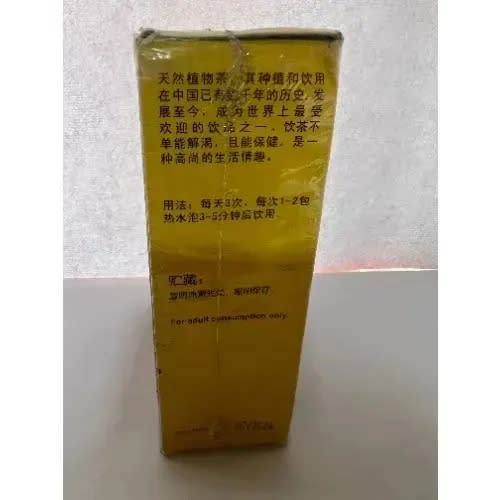 天然植物茶，其种植和饮用
在中国已有数千年的历史，发
展至今，成为世界上最受
欢迎的饮品之一，饮茶不
单能解渴，且能保健，是一
种高尚的生活情趣。
用法：每天3次，每次1~2包
热水泡3~5分钟后饮用
贮藏：
For adult consumption only.